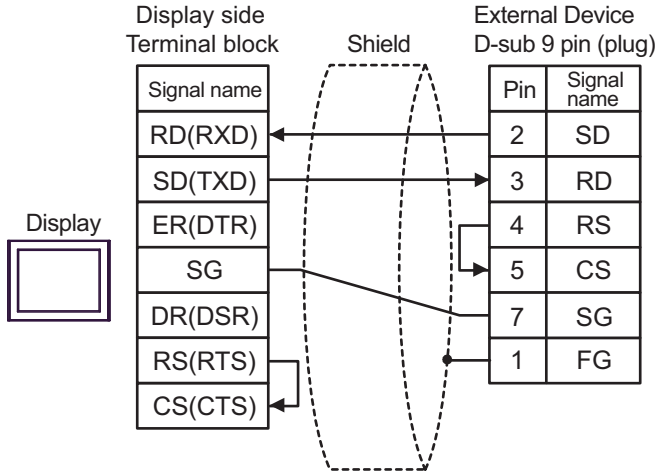 Display side
Terminal block
Shield
External Device
D-sub 9 pin (plug)
Signal name
Pin
Signal
name
RD(RXD)
2 SD
SD(TXD)
3 RD
ER(DTR)
4 RS
Display
SG
5 CS
DR(DSR)
7 SG
RS(RTS)
1 FG
CS(CTS)